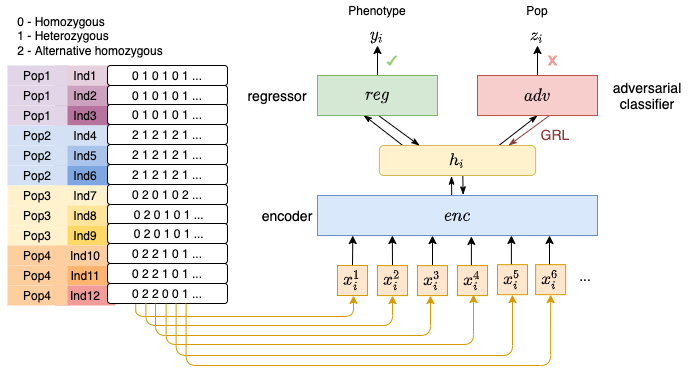 0 - Homozygous
1 - Heterozygous
2 - Alternative homozygous
Pop1 Ind1 0 1 0 1 0 1 ...
Pop1 Ind2 0 1 0 1 0 1 ...
Pop1 Ind3 0 1 0 1 0 1 ...
Pop2 Ind4 2 1 2 1 2 1 ...
Pop2 Ind5 2 1 2 1 2 1 ...
Pop2 Ind6 2 1 2 1 2 1 ...
Pop3 Ind7 0 2 0 1 0 2 ...
Pop3 Ind8 0 2 0 1 0 1 ...
Pop3 Ind9 0 2 0 1 0 1 ...
Pop4 Ind10 0 2 2 1 0 1 ...
Pop4 Ind11 0 2 2 1 0 1 ...
Pop4 Ind12 0 2 2 0 0 1 ...
Phenotype Pop
y_i z_i
✓ X
regressor reg adv adversarial
classifier
GRL
h_i
encoder enc
x_i^1 x_i^2 x_i^3 x_i^4 x_i^5 x_i^6 ...